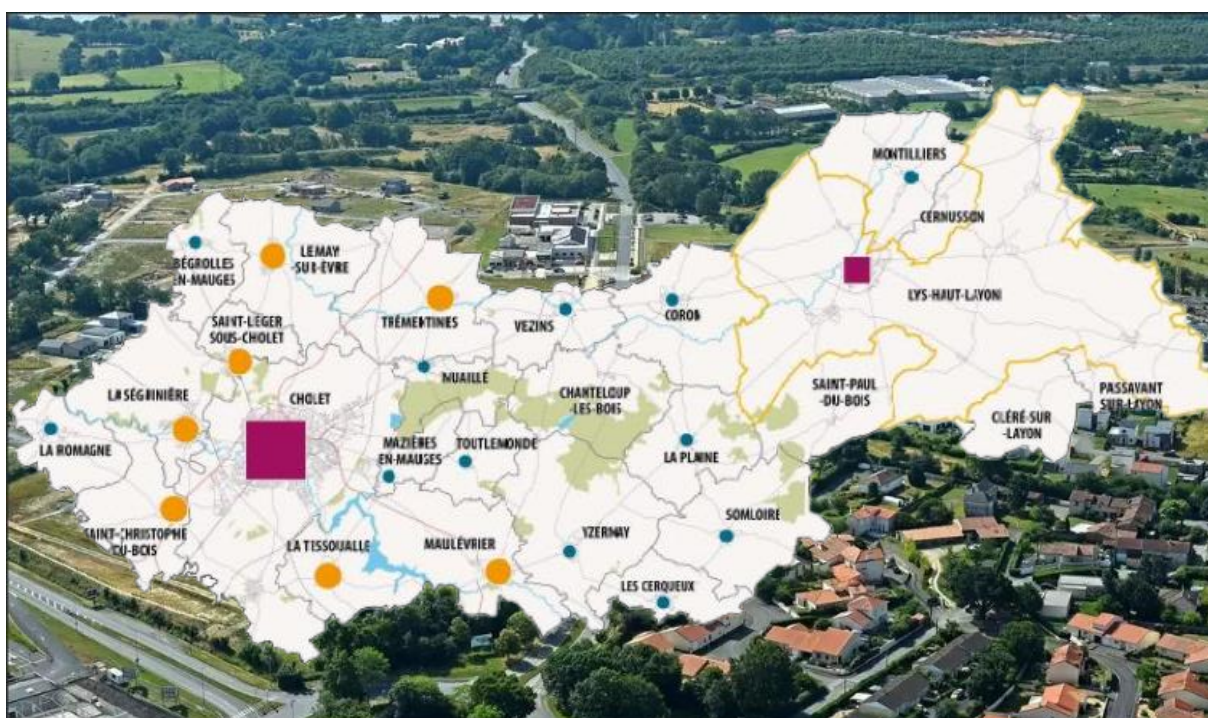 MONTILLIERS
CERNUSSON
LE MAY
-SUR-ÈVRE
BÉGROLLES
EN-MAUGES
LYS-HAUT-LAYON
SAINT-LÉGER
SOUS-CHOLET
TRÉMENTINES
VEZINS
CORON
NUAILLÉ
LA SÉGUINIÈRE
CHOLET
CHANTELOUP
-LES-BOIS
SAINT-PAUL
-DU-BOIS
PASSAVANT
SUR-LAYON
CLÉRÉ-SUR
-LAYON
LA ROMAGNE
MAZIÈRES
EN-MAUGES
TOUTLEMONDE
LA PLAINE
SOMLOIRE
SAINT-CHRISTOPHE
DU-BOIS
LA TESSOUALLE
MAULÉVRIER
YZERNAY
LES CERQUEUX